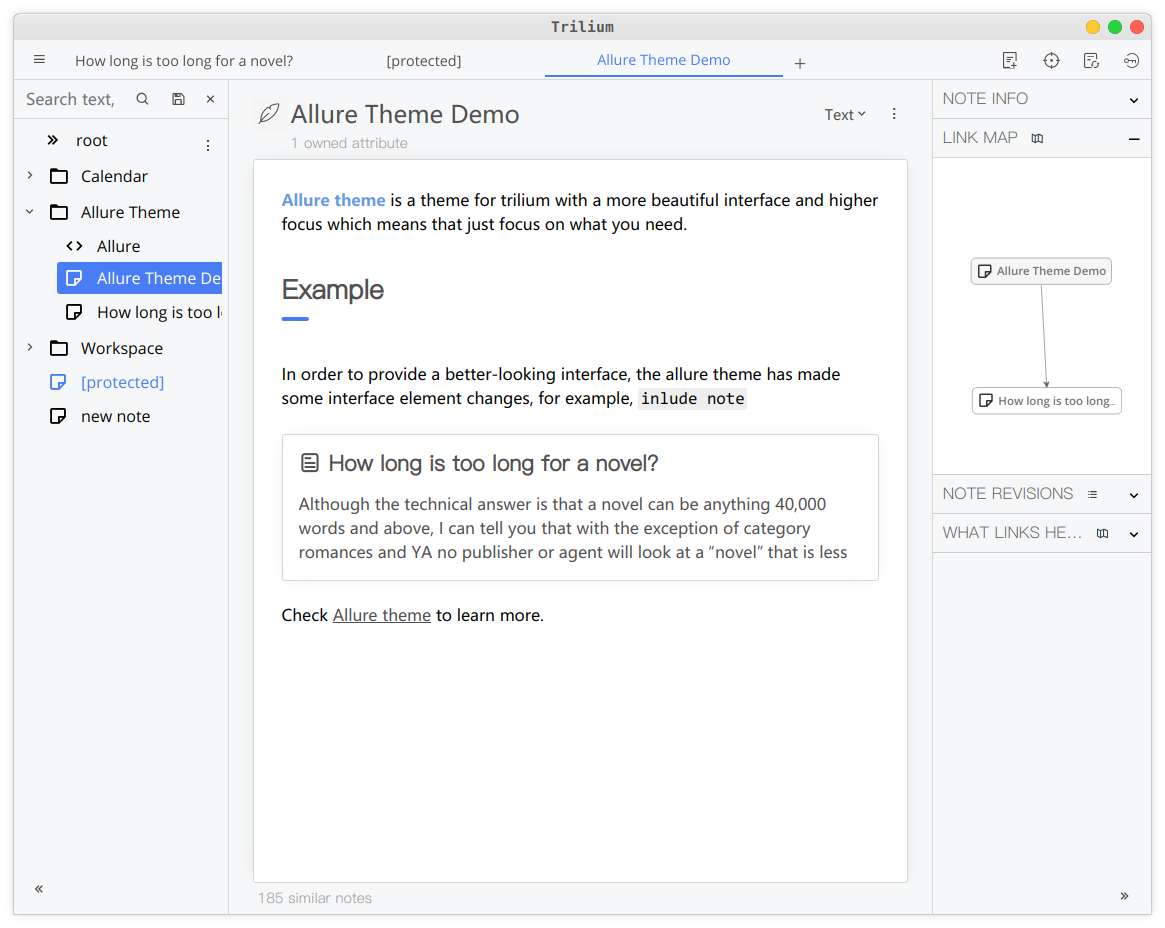 Trilium
How long is too long for a novel?
[protected]
Allure Theme Demo
Search text,
root
Calendar
Allure Theme
Allure
Allure Theme De
How long is too l
Workspace
[protected]
new note
Allure Theme Demo
Text
1 owned attribute
Allure theme is a theme for trilium with a more beautiful interface and higher
focus which means that just focus on what you need.
Example
In order to provide a better-looking interface, the allure theme has made
some interface element changes, for example, inlude note
How long is too long for a novel?
Although the technical answer is that a novel can be anything 40,000
words and above, I can tell you that with the exception of category
romances and YA no publisher or agent will look at a “novel” that is less
Check Allure theme to learn more.
185 similar notes
NOTE INFO
LINK MAP
Allure Theme Demo
How long is too long..
NOTE REVISIONS
WHAT LINKS HE...